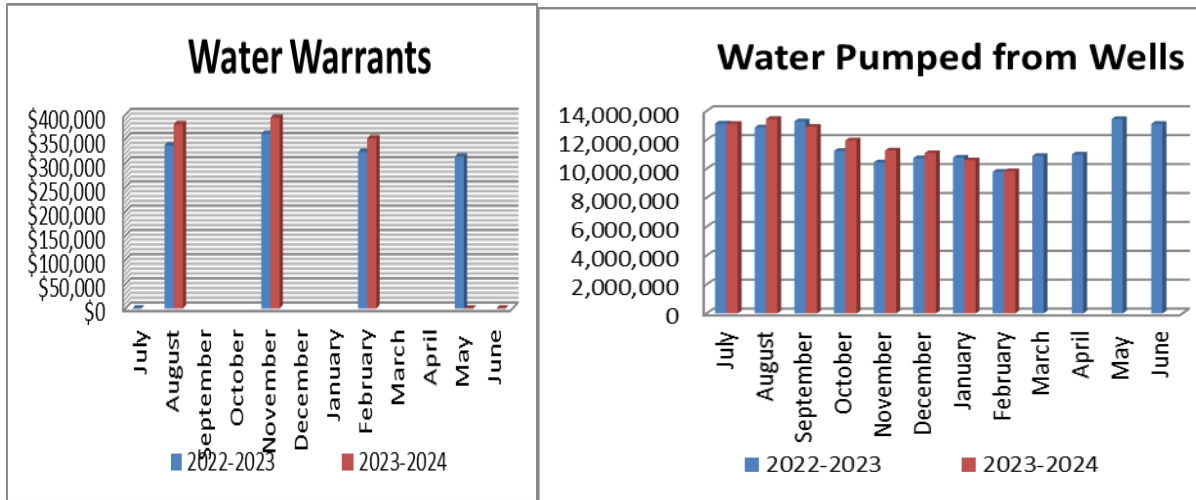 Water Warrants
$400,000
$350,000
$300,000
$250,000
$200,000
$150,000
$100,000
$50,000
$0
July
August
September
October
November
December
January
February
March
April
May
June
2022-2023 2023-2024
Water Pumped from Wells
14,000,000
12,000,000
10,000,000
8,000,000
6,000,000
4,000,000
2,000,000
0
July
August
September
October
November
December
January
February
March
April
May
June
2022-2023 2023-2024